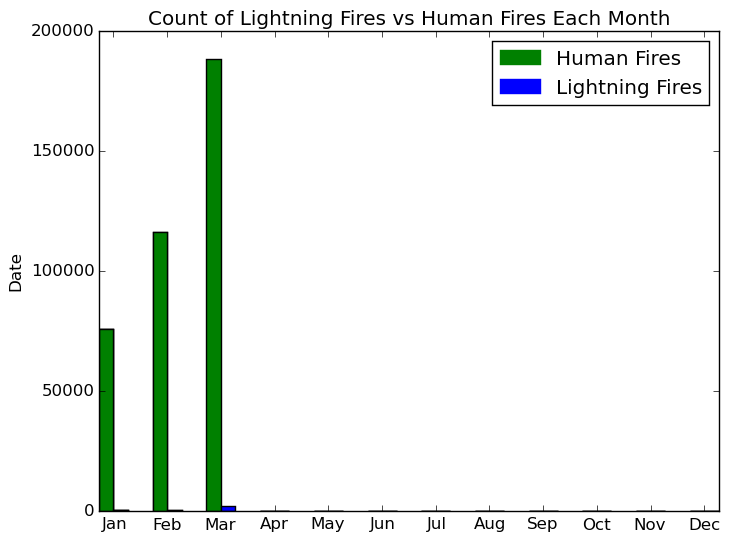 Count of Lightning Fires vs Human Fires Each Month
Human Fires
Lightning Fires
200000
150000
100000
50000
0
Date
Jan Feb Mar Apr May Jun Jul Aug Sep Oct Nov Dec